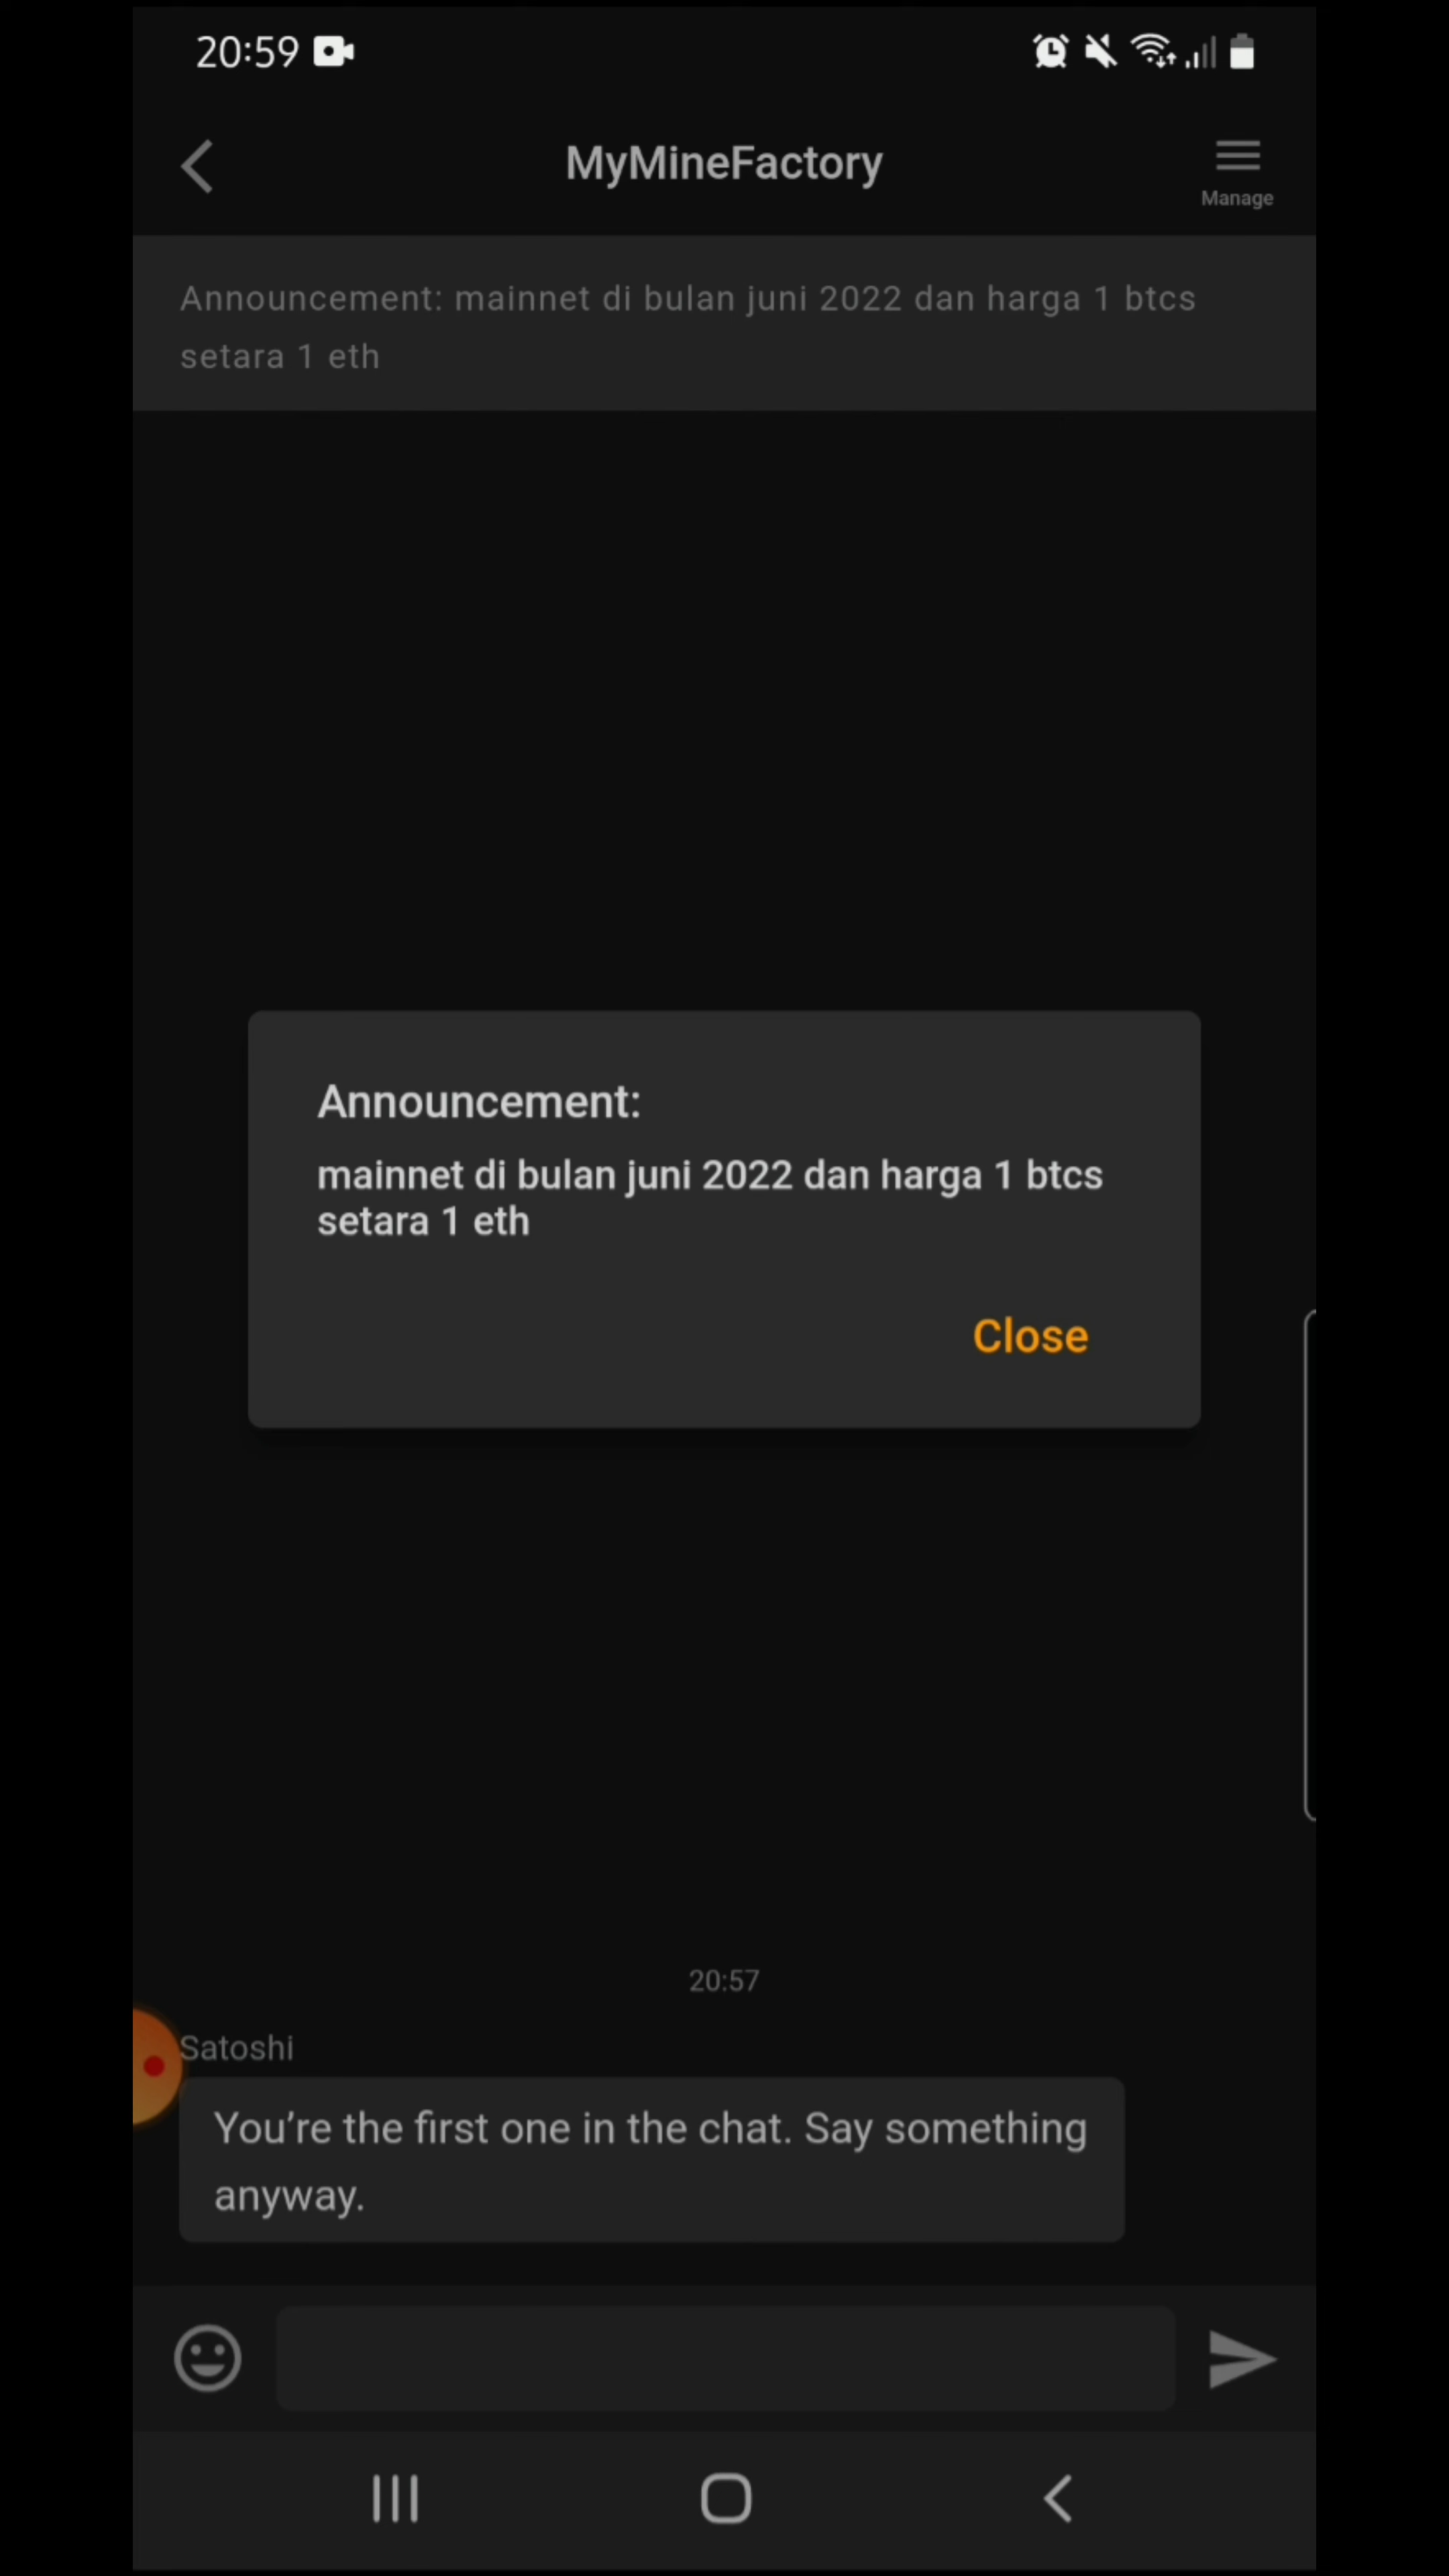 20:59
MyMineFactory
Manage
Announcement: mainnet di bulan juni 2022 dan harga 1 btcs
setara 1 eth
Announcement:
mainnet di bulan juni 2022 dan harga 1 btcs
setara 1 eth
Close
20:57
Satoshi
You’re the first one in the chat. Say something
anyway.